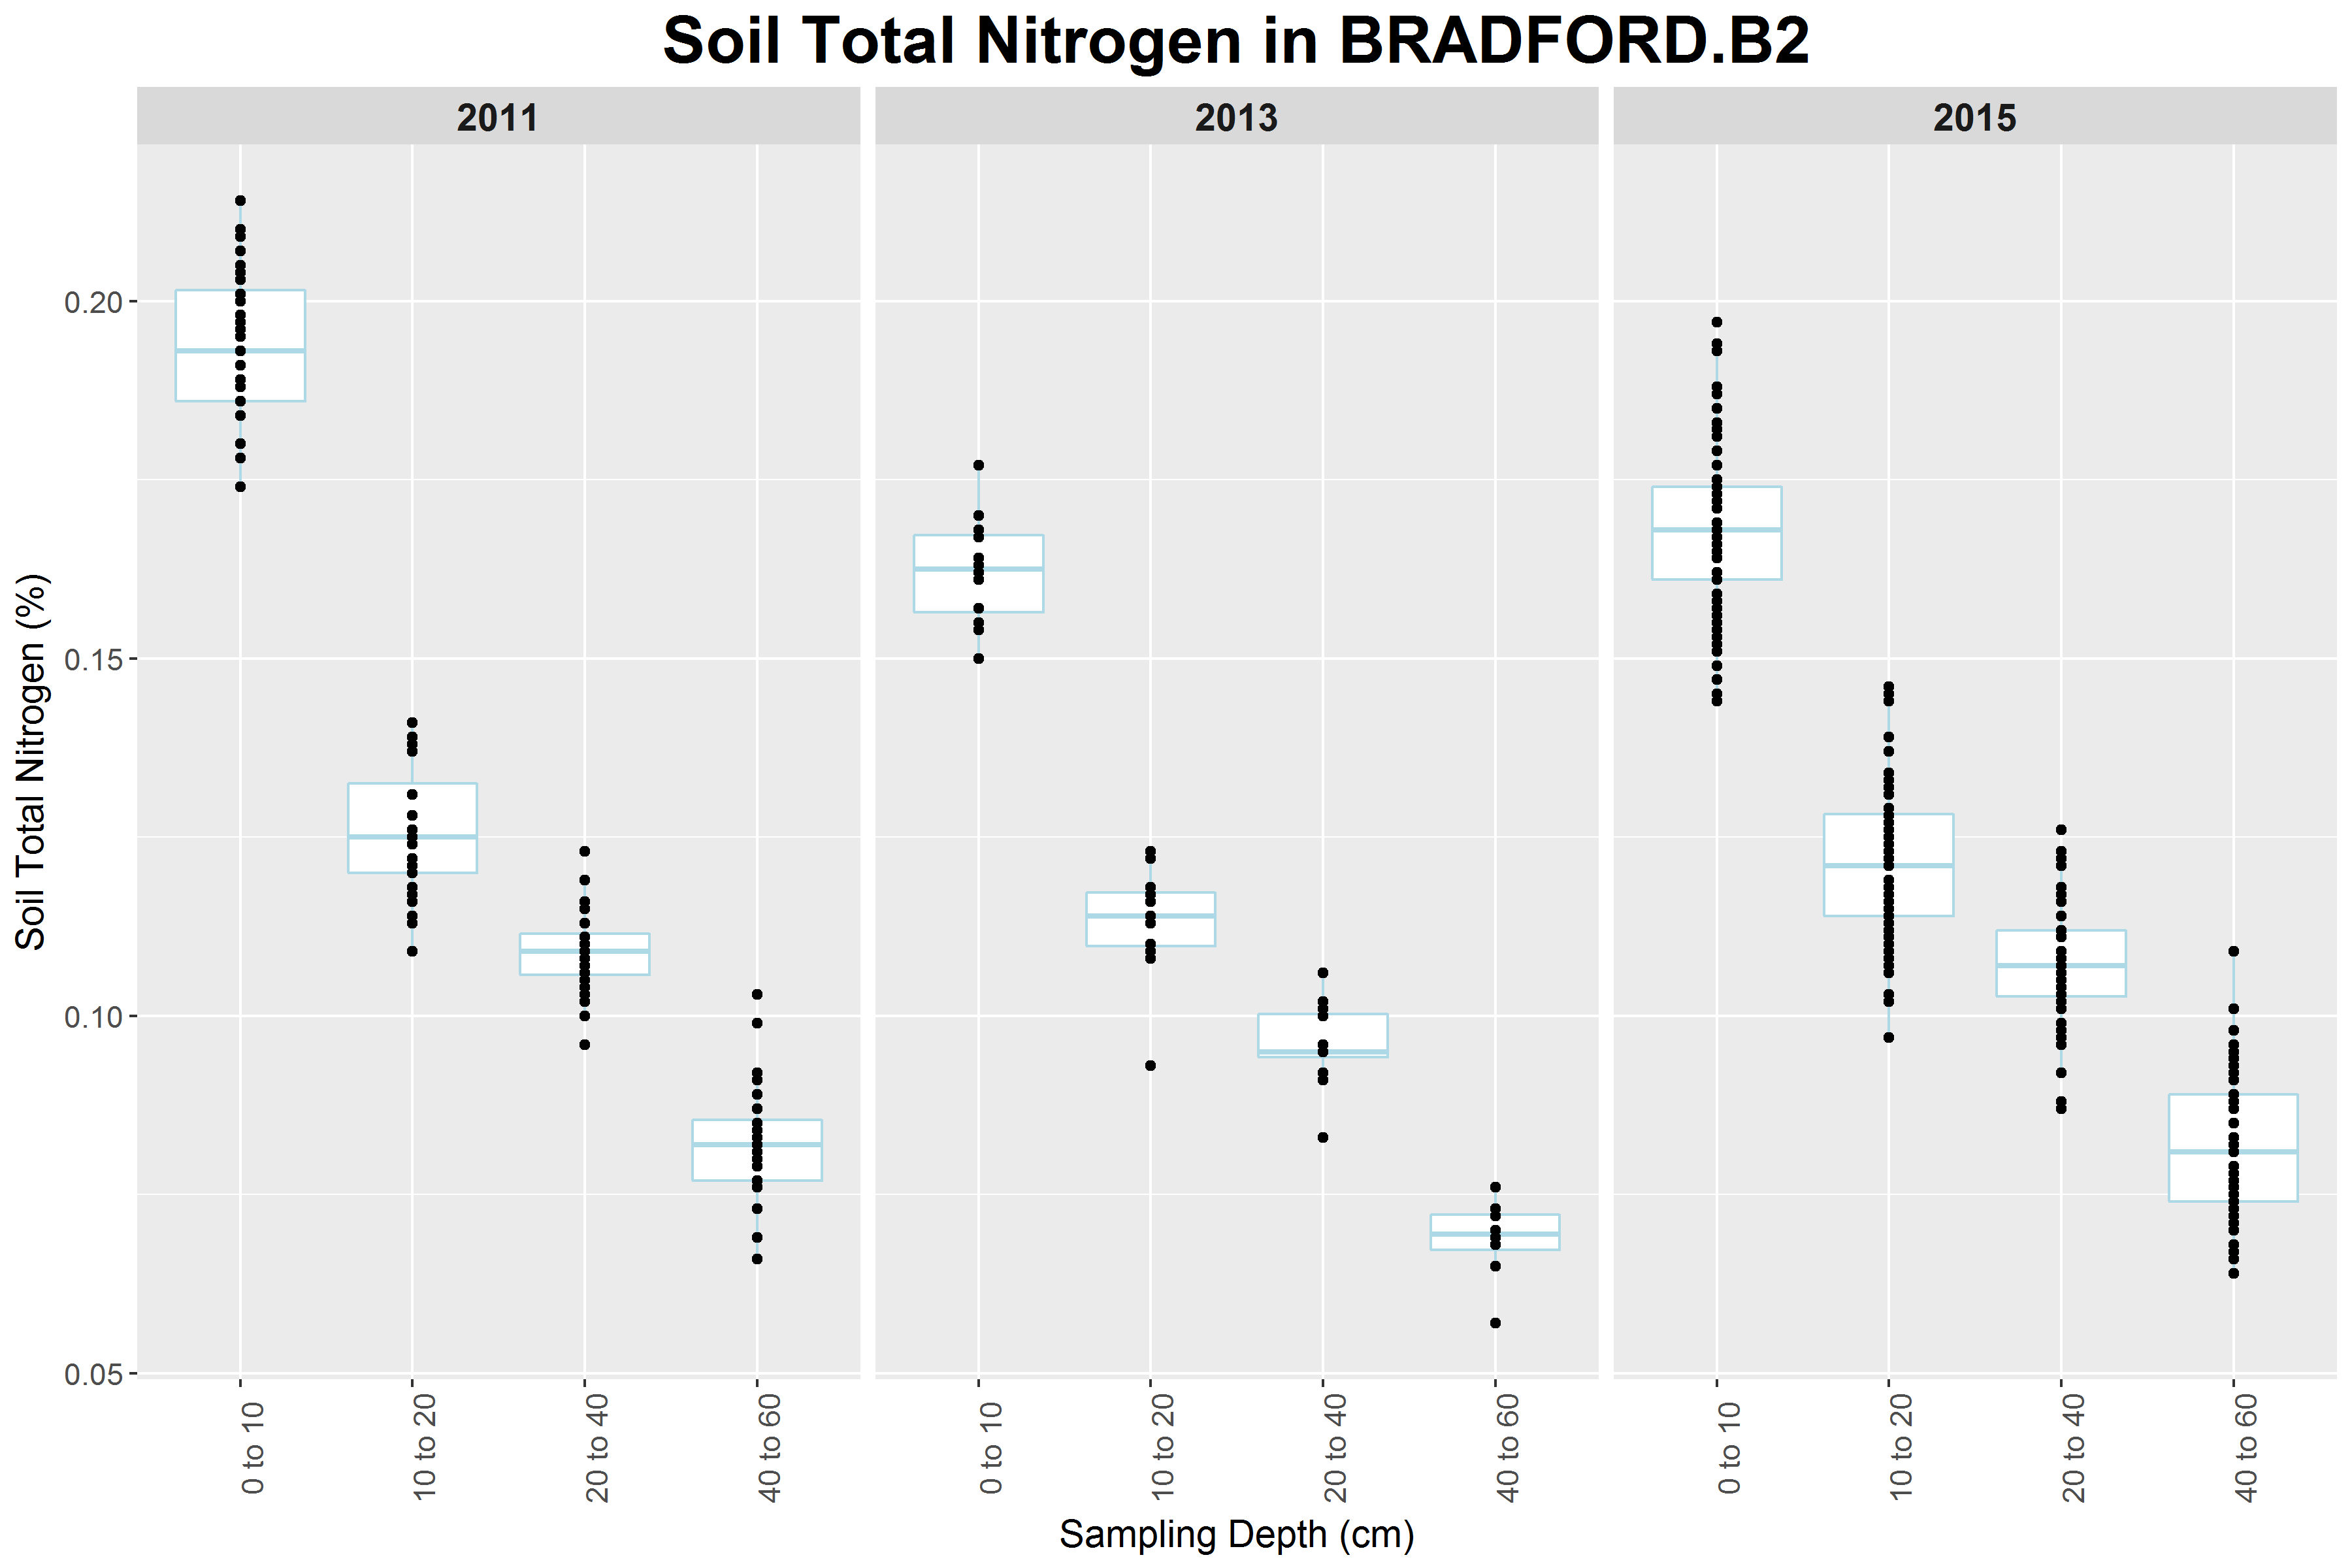 Soil Total Nitrogen in BRADFORD.B2
2011 2013 2015
Soil Total Nitrogen (%)
0.20
0.15
0.10
0.05
0 to 10 10 to 20 20 to 40 40 to 60 0 to 10 10 to 20 20 to 40 40 to 60 0 to 10 10 to 20 20 to 40 40 to 60
Sampling Depth (cm)